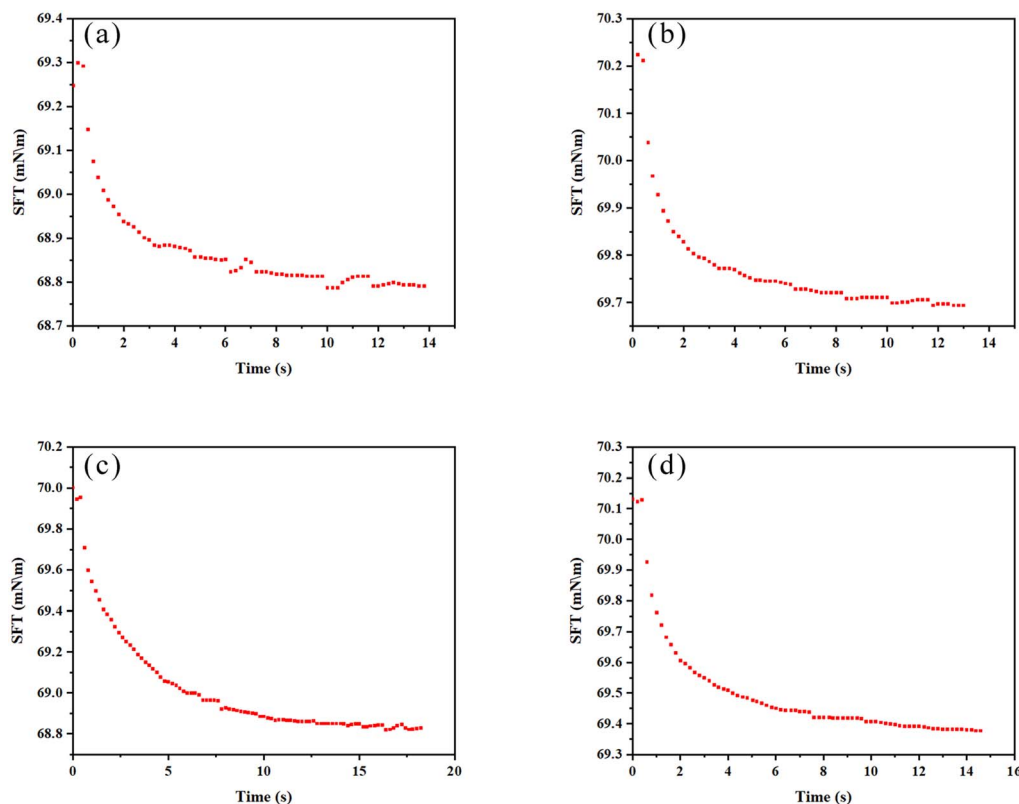 (a)
69.4
69.3
69.2
69.1
69.0
68.9
68.8
68.7
SFT (mN\m)
0 2 4 6 8 10 12 14
Time (s)
(b)
70.3
70.2
70.1
70.0
69.9
69.8
69.7
SFT (mN\m)
0 2 4 6 8 10 12 14
Time (s)
(c)
70.2
70.0
69.8
69.6
69.4
69.2
69.0
68.8
SFT (mN\m)
0 5 10 15 20
Time (s)
(d)
70.3
70.2
70.1
70.0
69.9
69.8
69.7
69.6
69.5
69.4
69.3
SFT (mN\m)
0 2 4 6 8 10 12 14 16
Time (s)